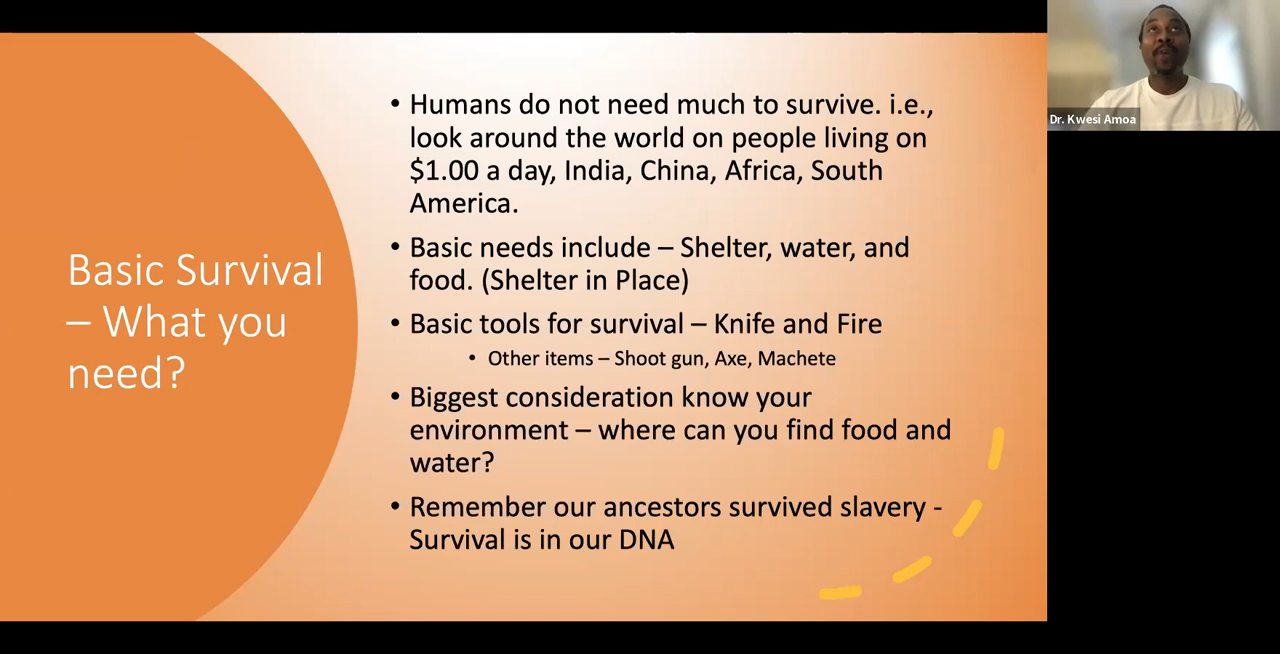 Basic Survival
– What you
need?
• Humans do not need much to survive. i.e.,
look around the world on people living on
$1.00 a day, India, China, Africa, South
America.
• Basic needs include – Shelter, water, and
food. (Shelter in Place)
• Basic tools for survival – Knife and Fire
• Other items – Shoot gun, Axe, Machete
• Biggest consideration know your
environment – where can you find food and
water?
• Remember our ancestors survived slavery -
Survival is in our DNA
Dr. Kwesi Amoa